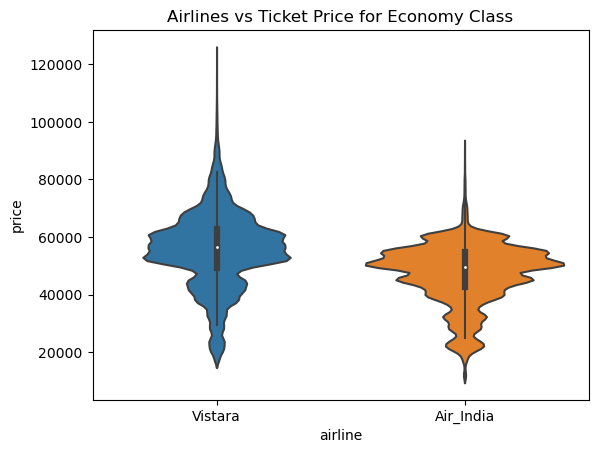 Airlines vs Ticket Price for Economy Class
120000
100000
80000
60000
40000
20000
price
Vistara
Air_India
airline